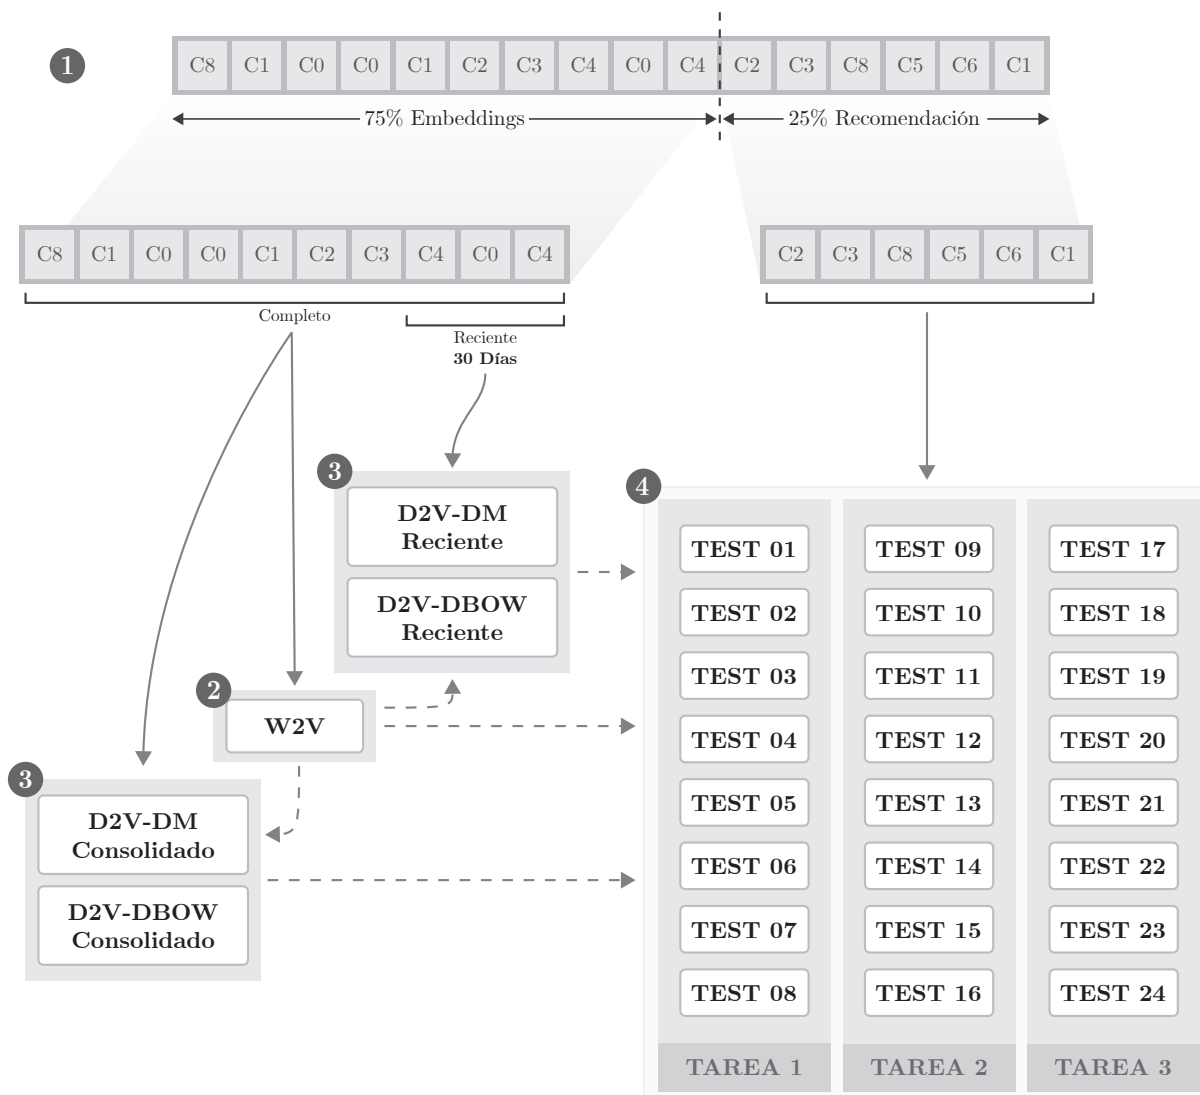 1
C8 C1 C0 C0 C1 C2 C3 C4 C0 C4 C2 C3 C8 C5 C6 C1
75% Embeddings
25% Recomendación
C8 C1 C0 C0 C1 C2 C3 C4 C0 C4
C2 C3 C8 C5 C6 C1
Completo
Reciente
30 Días
3
D2V-DM
Reciente
D2V-DBOW
Reciente
2
W2V
3
D2V-DM
Consolidado
D2V-DBOW
Consolidado
4
TEST 01
TEST 02
TEST 03
TEST 04
TEST 05
TEST 06
TEST 07
TEST 08
TAREA 1
TEST 09
TEST 10
TEST 11
TEST 12
TEST 13
TEST 14
TEST 15
TEST 16
TAREA 2
TEST 17
TEST 18
TEST 19
TEST 20
TEST 21
TEST 22
TEST 23
TEST 24
TAREA 3